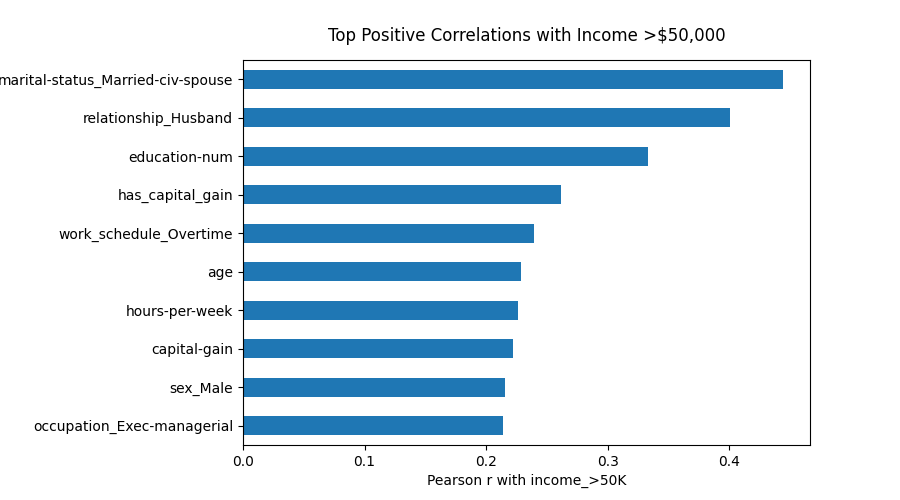 Top Positive Correlations with Income >$50,000
marital-status_Married-civ-spouse
relationship_Husband
education-num
has_capital_gain
work_schedule_Overtime
age
hours-per-week
capital-gain
sex_Male
occupation_Exec-managerial
0.0 0.1 0.2 0.3 0.4
Pearson r with income_>50K